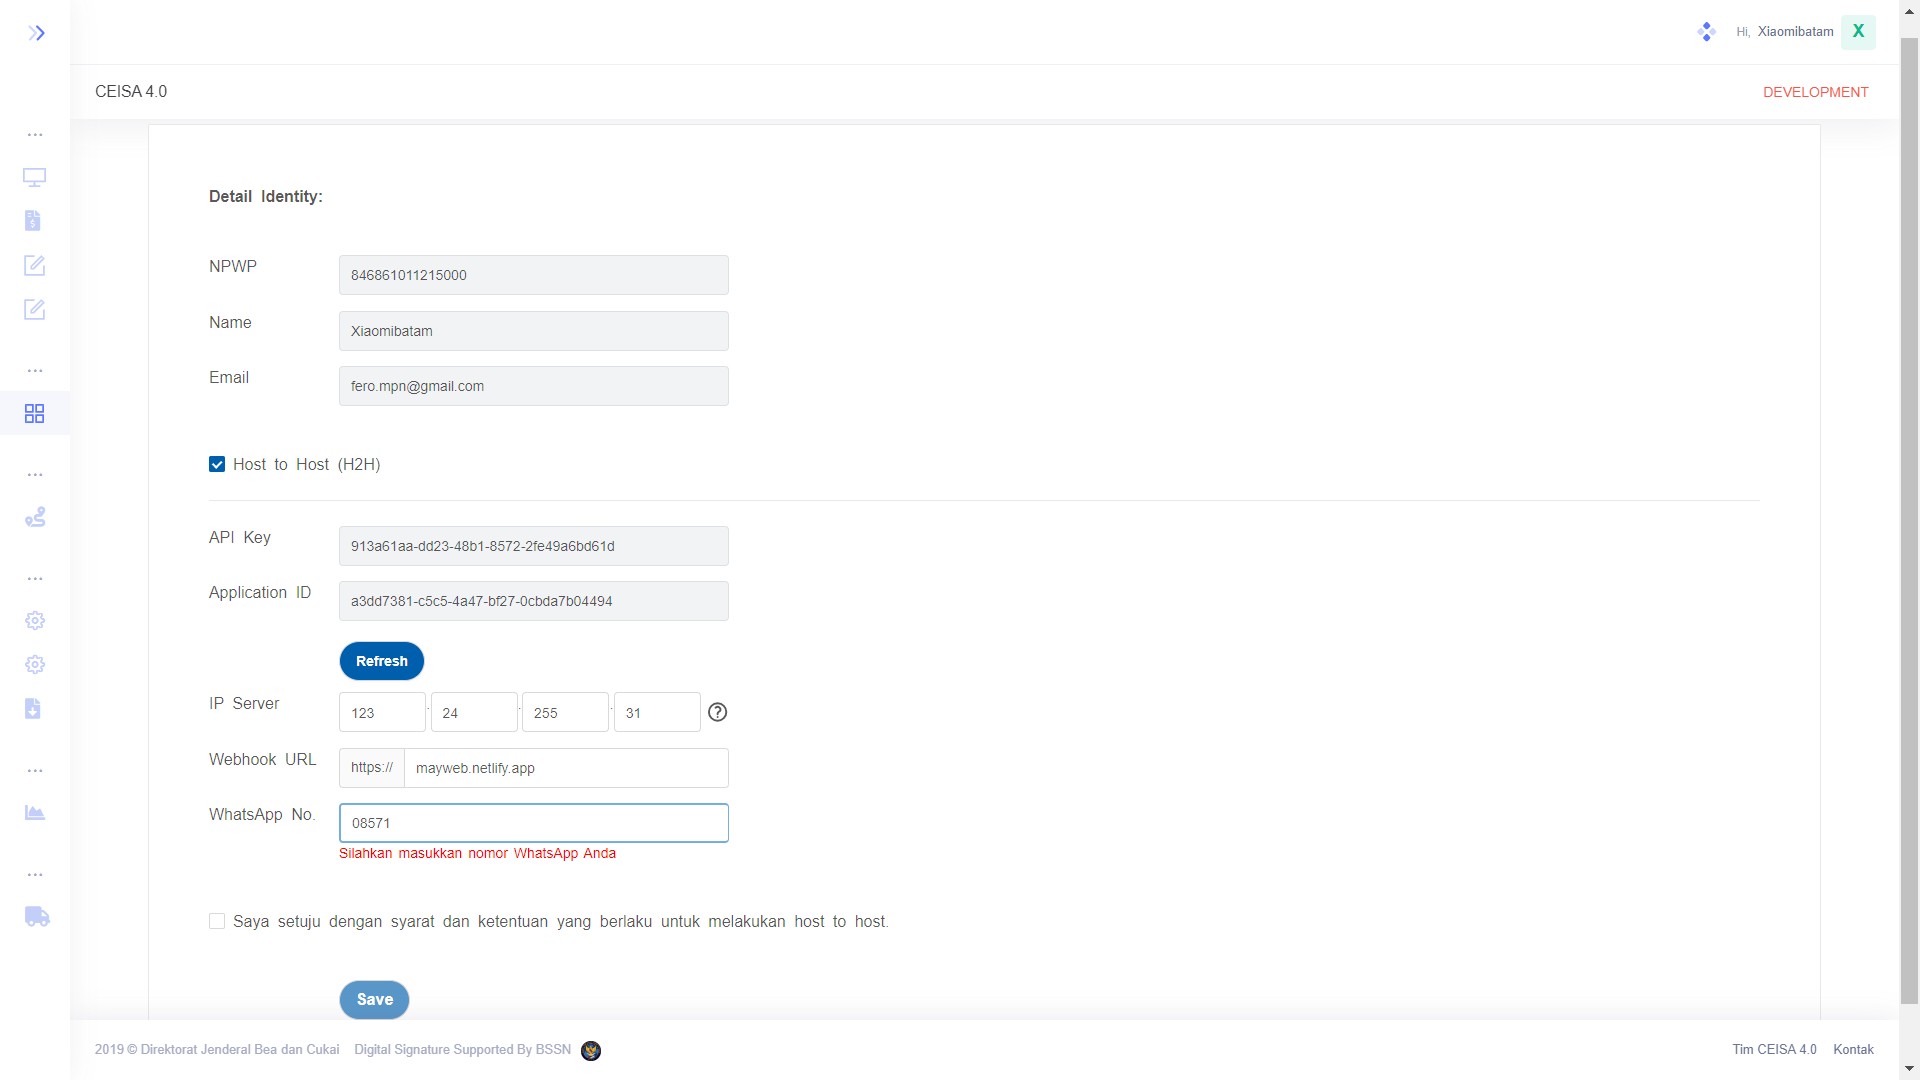 Hi, Xiaomibatam X
CEISA 4.0
DEVELOPMENT
Detail Identity:
NPWP
846861011215000
Name
Xiaomibatam
Email
fero.mpn@gmail.com
Host to Host (H2H)
API Key
913a61aa-dd23-48b1-8572-2fe49a6bd61d
Application ID
a3dd7381-c5c5-4a47-bf27-0cbda7b04494
Refresh
IP Server
123 . 24 . 255 . 31
Webhook URL
https:// mayweb.netlify.app
WhatsApp No.
08571
Silahkan masukkan nomor WhatsApp Anda
Saya setuju dengan syarat dan ketentuan yang berlaku untuk melakukan host to host.
Save
2019 © Direktorat Jenderal Bea dan Cukai Digital Signature Supported By BSSN
Tim CEISA 4.0 Kontak